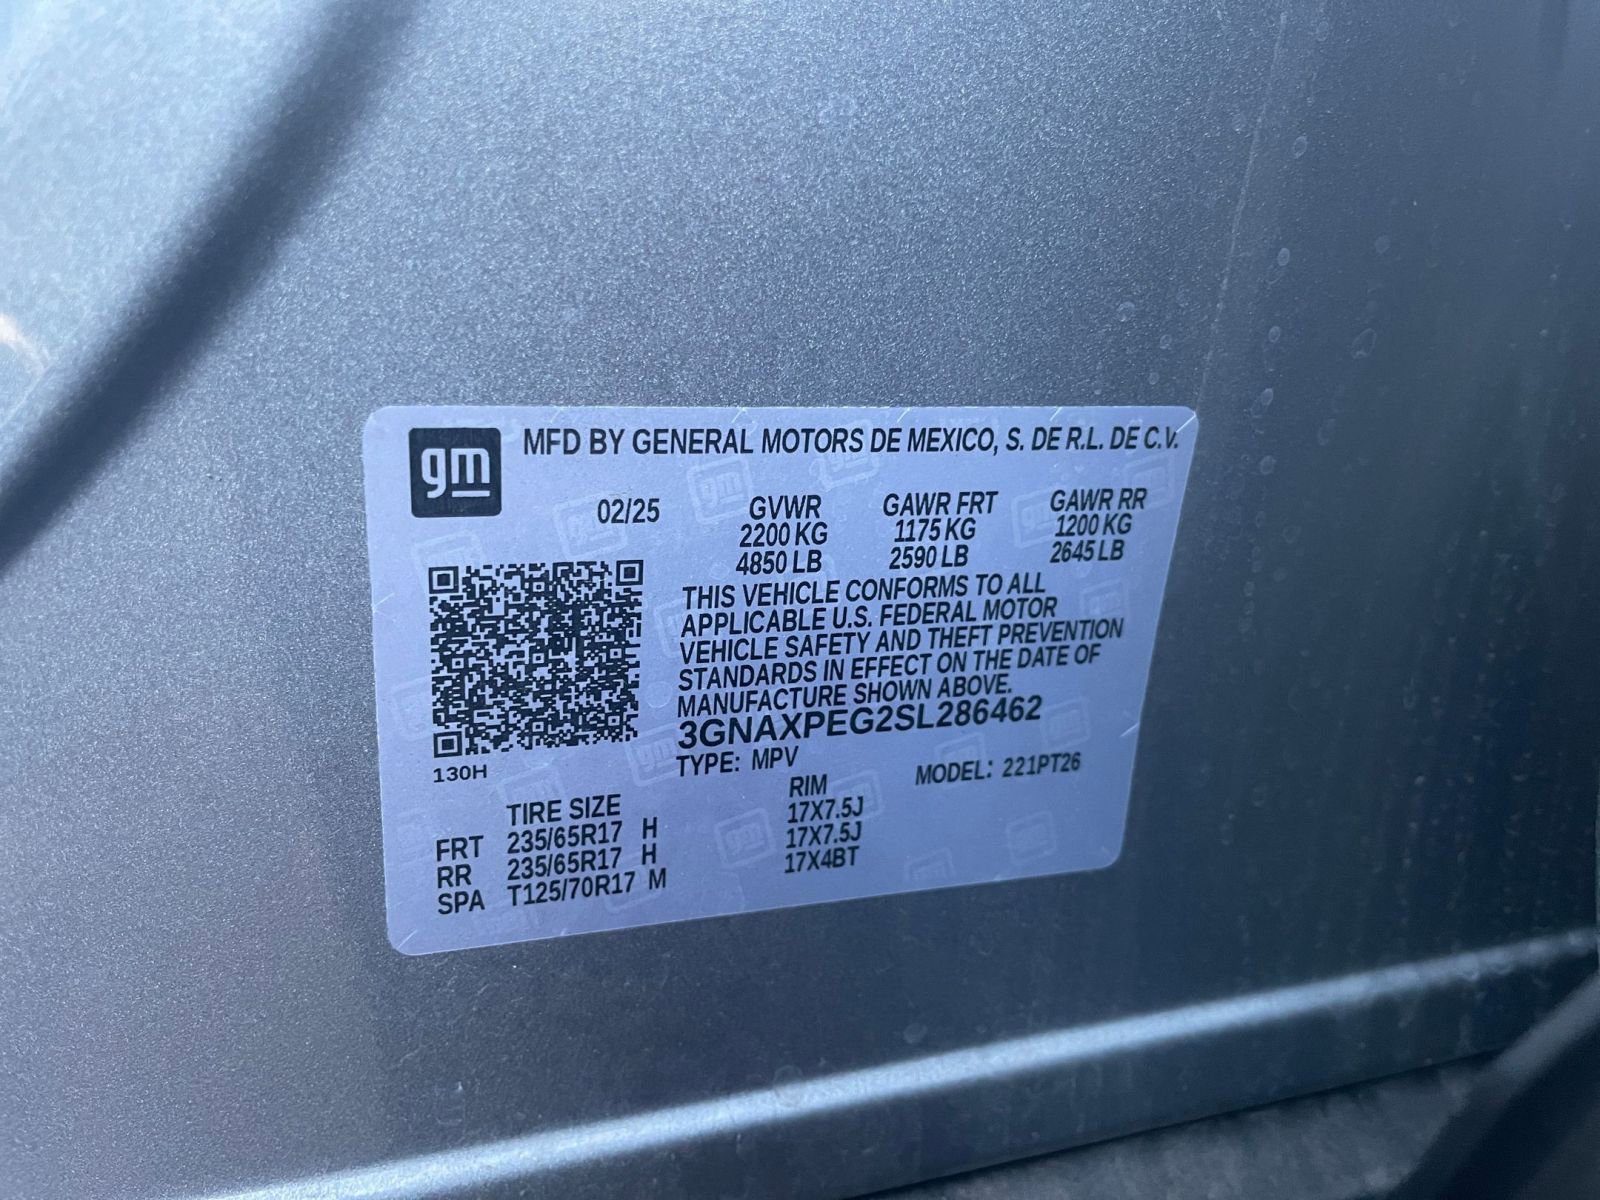 gm
MFD BY GENERAL MOTORS DE MEXICO, S. DE R.L. DE C.V.
02/25 GVWR GAWR FRT GAWR RR
2200 KG 1175 KG 1200 KG
4850 LB 2590 LB 2645 LB
THIS VEHICLE CONFORMS TO ALL
APPLICABLE U.S. FEDERAL MOTOR
VEHICLE SAFETY AND THEFT PREVENTION
STANDARDS IN EFFECT ON THE DATE OF
MANUFACTURE SHOWN ABOVE.
3GNAXPEG2SL286462
TYPE: MPV MODEL: 221PT26
130H
TIRE SIZE RIM
FRT 235/65R17 H 17X7.5J
RR 235/65R17 H 17X7.5J
SPA T125/70R17 M 17X4BT